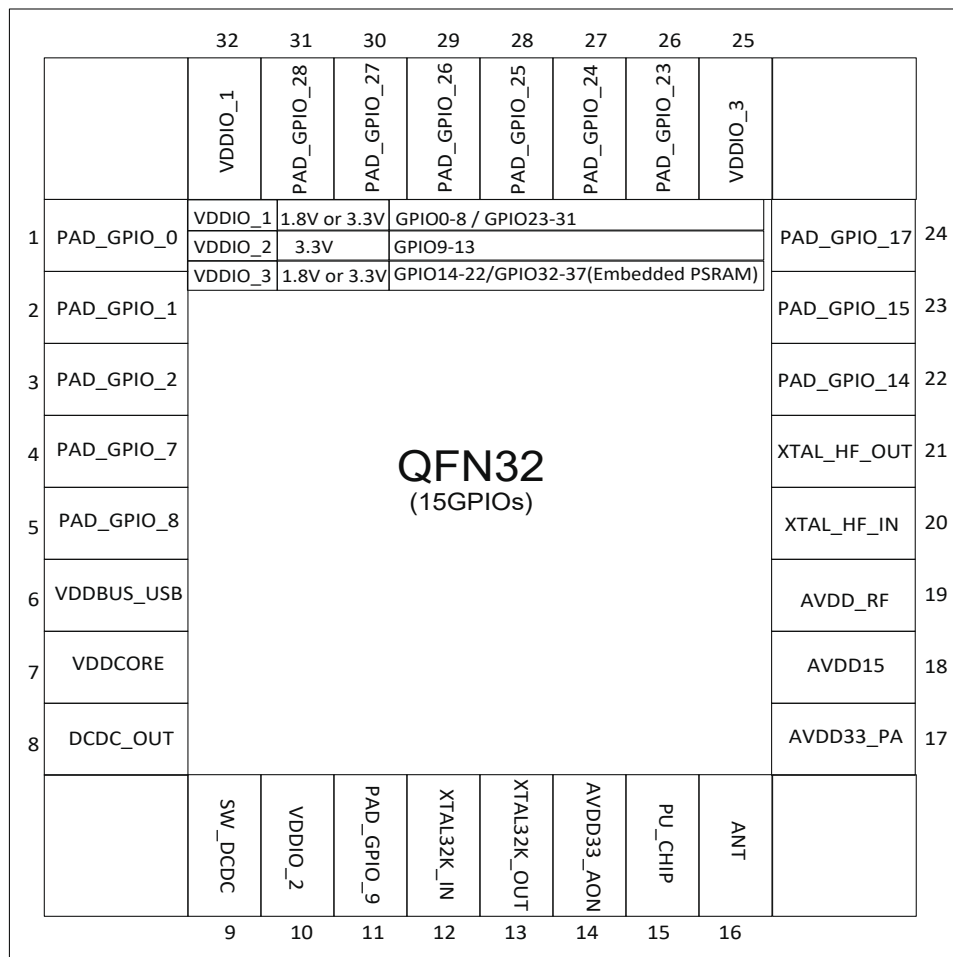 32 31 30 29 28 27 26 25
VDDIO_1
PAD_GPIO_28
PAD_GPIO_27
PAD_GPIO_26
PAD_GPIO_25
PAD_GPIO_24
PAD_GPIO_23
VDDIO_3
VDDIO_1 1.8V or 3.3V GPIO0-8 / GPIO23-31
VDDIO_2 3.3V GPIO9-13
VDDIO_3 1.8V or 3.3V GPIO14-22/GPIO32-37(Embedded PSRAM)
1 PAD_GPIO_0
2 PAD_GPIO_1
3 PAD_GPIO_2
4 PAD_GPIO_7
5 PAD_GPIO_8
6 VDDBUS_USB
7 VDDCORE
8 DCDC_OUT
QFN32
(15GPIOs)
PAD_GPIO_17 24
PAD_GPIO_15 23
PAD_GPIO_14 22
XTAL_HF_OUT 21
XTAL_HF_IN 20
AVDD_RF 19
AVDD15 18
AVDD33_PA 17
SW_DCDC
VDDIO_2
PAD_GPIO_9
XTAL32K_IN
XTAL32K_OUT
AVDD33_AON
PU_CHIP
ANT
9 10 11 12 13 14 15 16